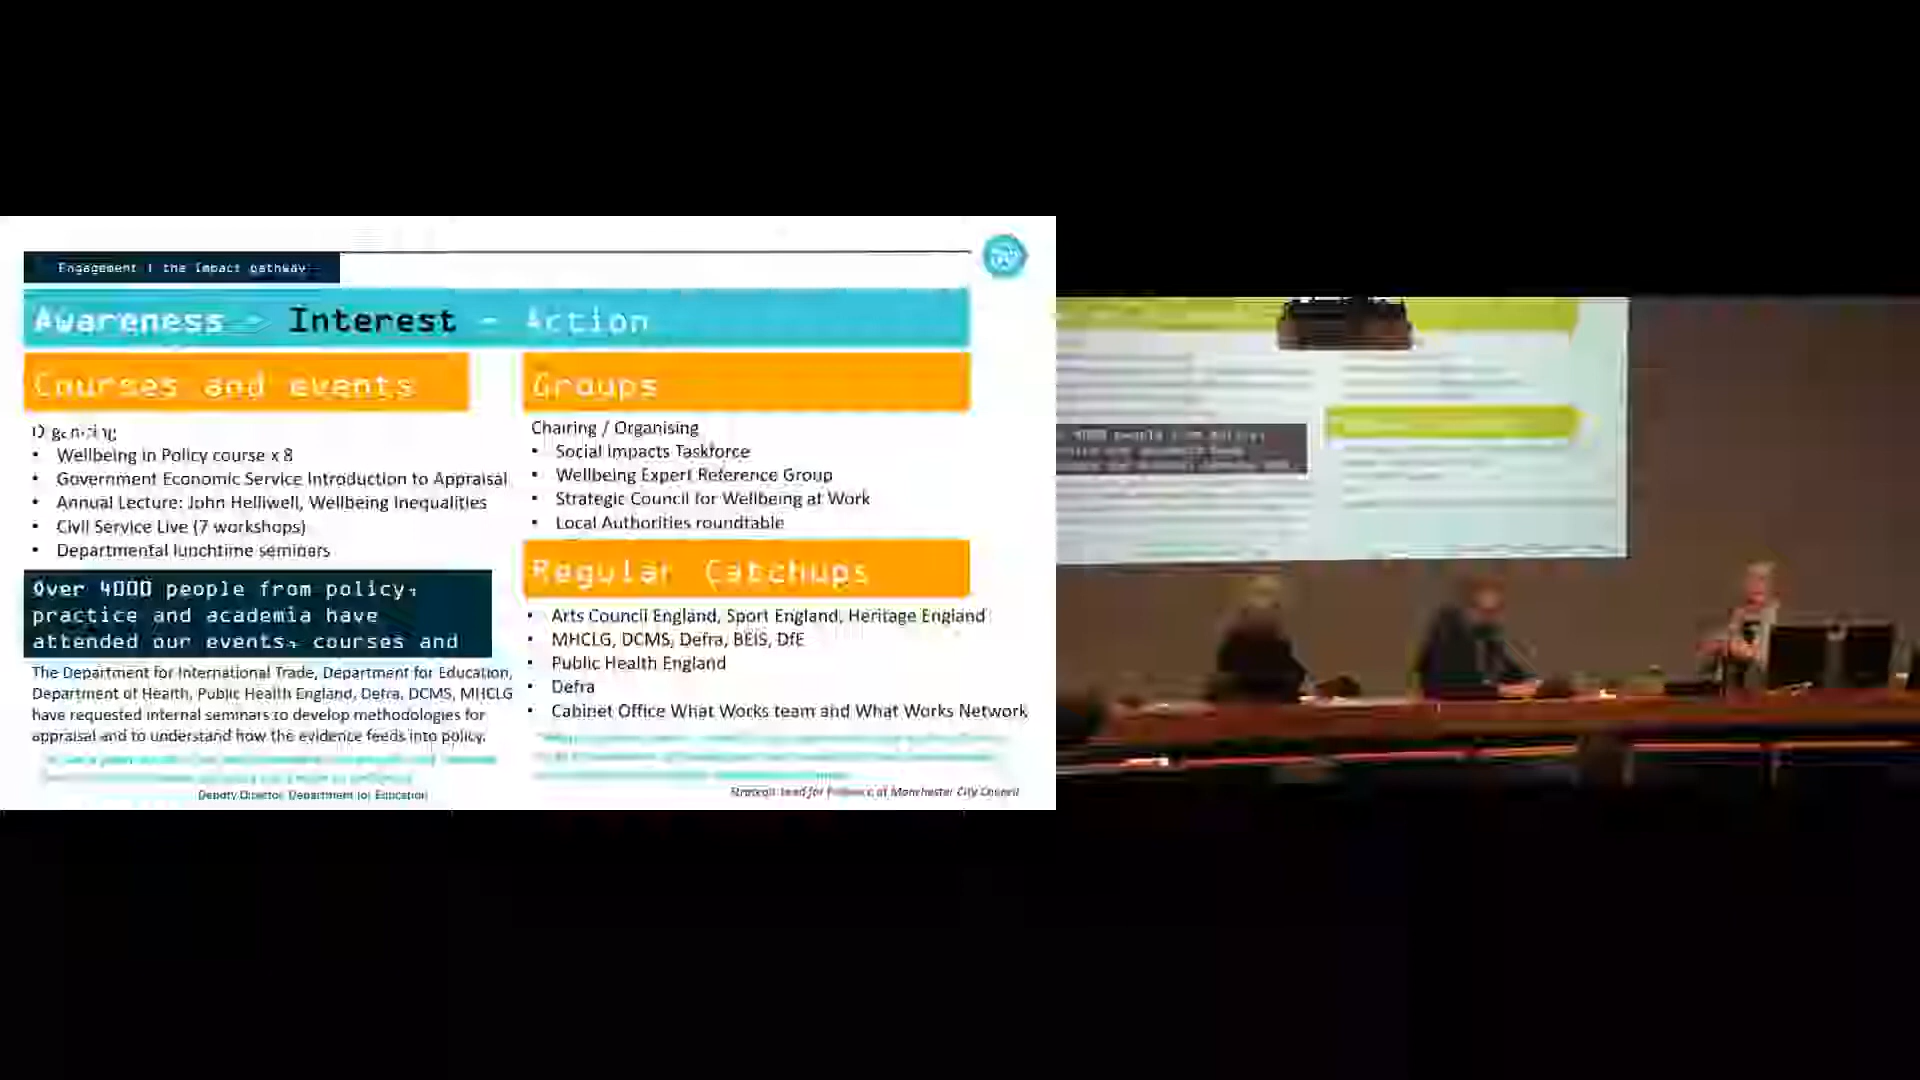 Engagement | the Impact pathway
Awareness - Interest - Action
Courses and events
Wellbeing in Policy course x 8
Government Economic Service Introduction to Appraisal
Annual Lecture: John Helliwell, Wellbeing Inequalities
Civil Service Live (7 workshops)
Departmental lunchtime seminars
Over 4000 people from policy,
practice and academia have
attended our events, courses and
The Department for International Trade, Department for Education,
Department of Health, Public Health England, Defra, DCMS, MHCLG
have requested internal seminars to develop methodologies for
appraisal and to understand how the evidence feeds into policy.
Deputy Director, Department for Education
Groups
Chairing / Organising
Social Impacts Taskforce
Wellbeing Expert Reference Group
Strategic Council for Wellbeing at Work
Local Authorities roundtable
Regular Catchups
Arts Council England, Sport England, Heritage England
MHCLG, DCMS, Defra, BEIS, DfE
Public Health England
Defra
Cabinet Office What Works team and What Works Network
Strategic Lead for at Manchester City Council